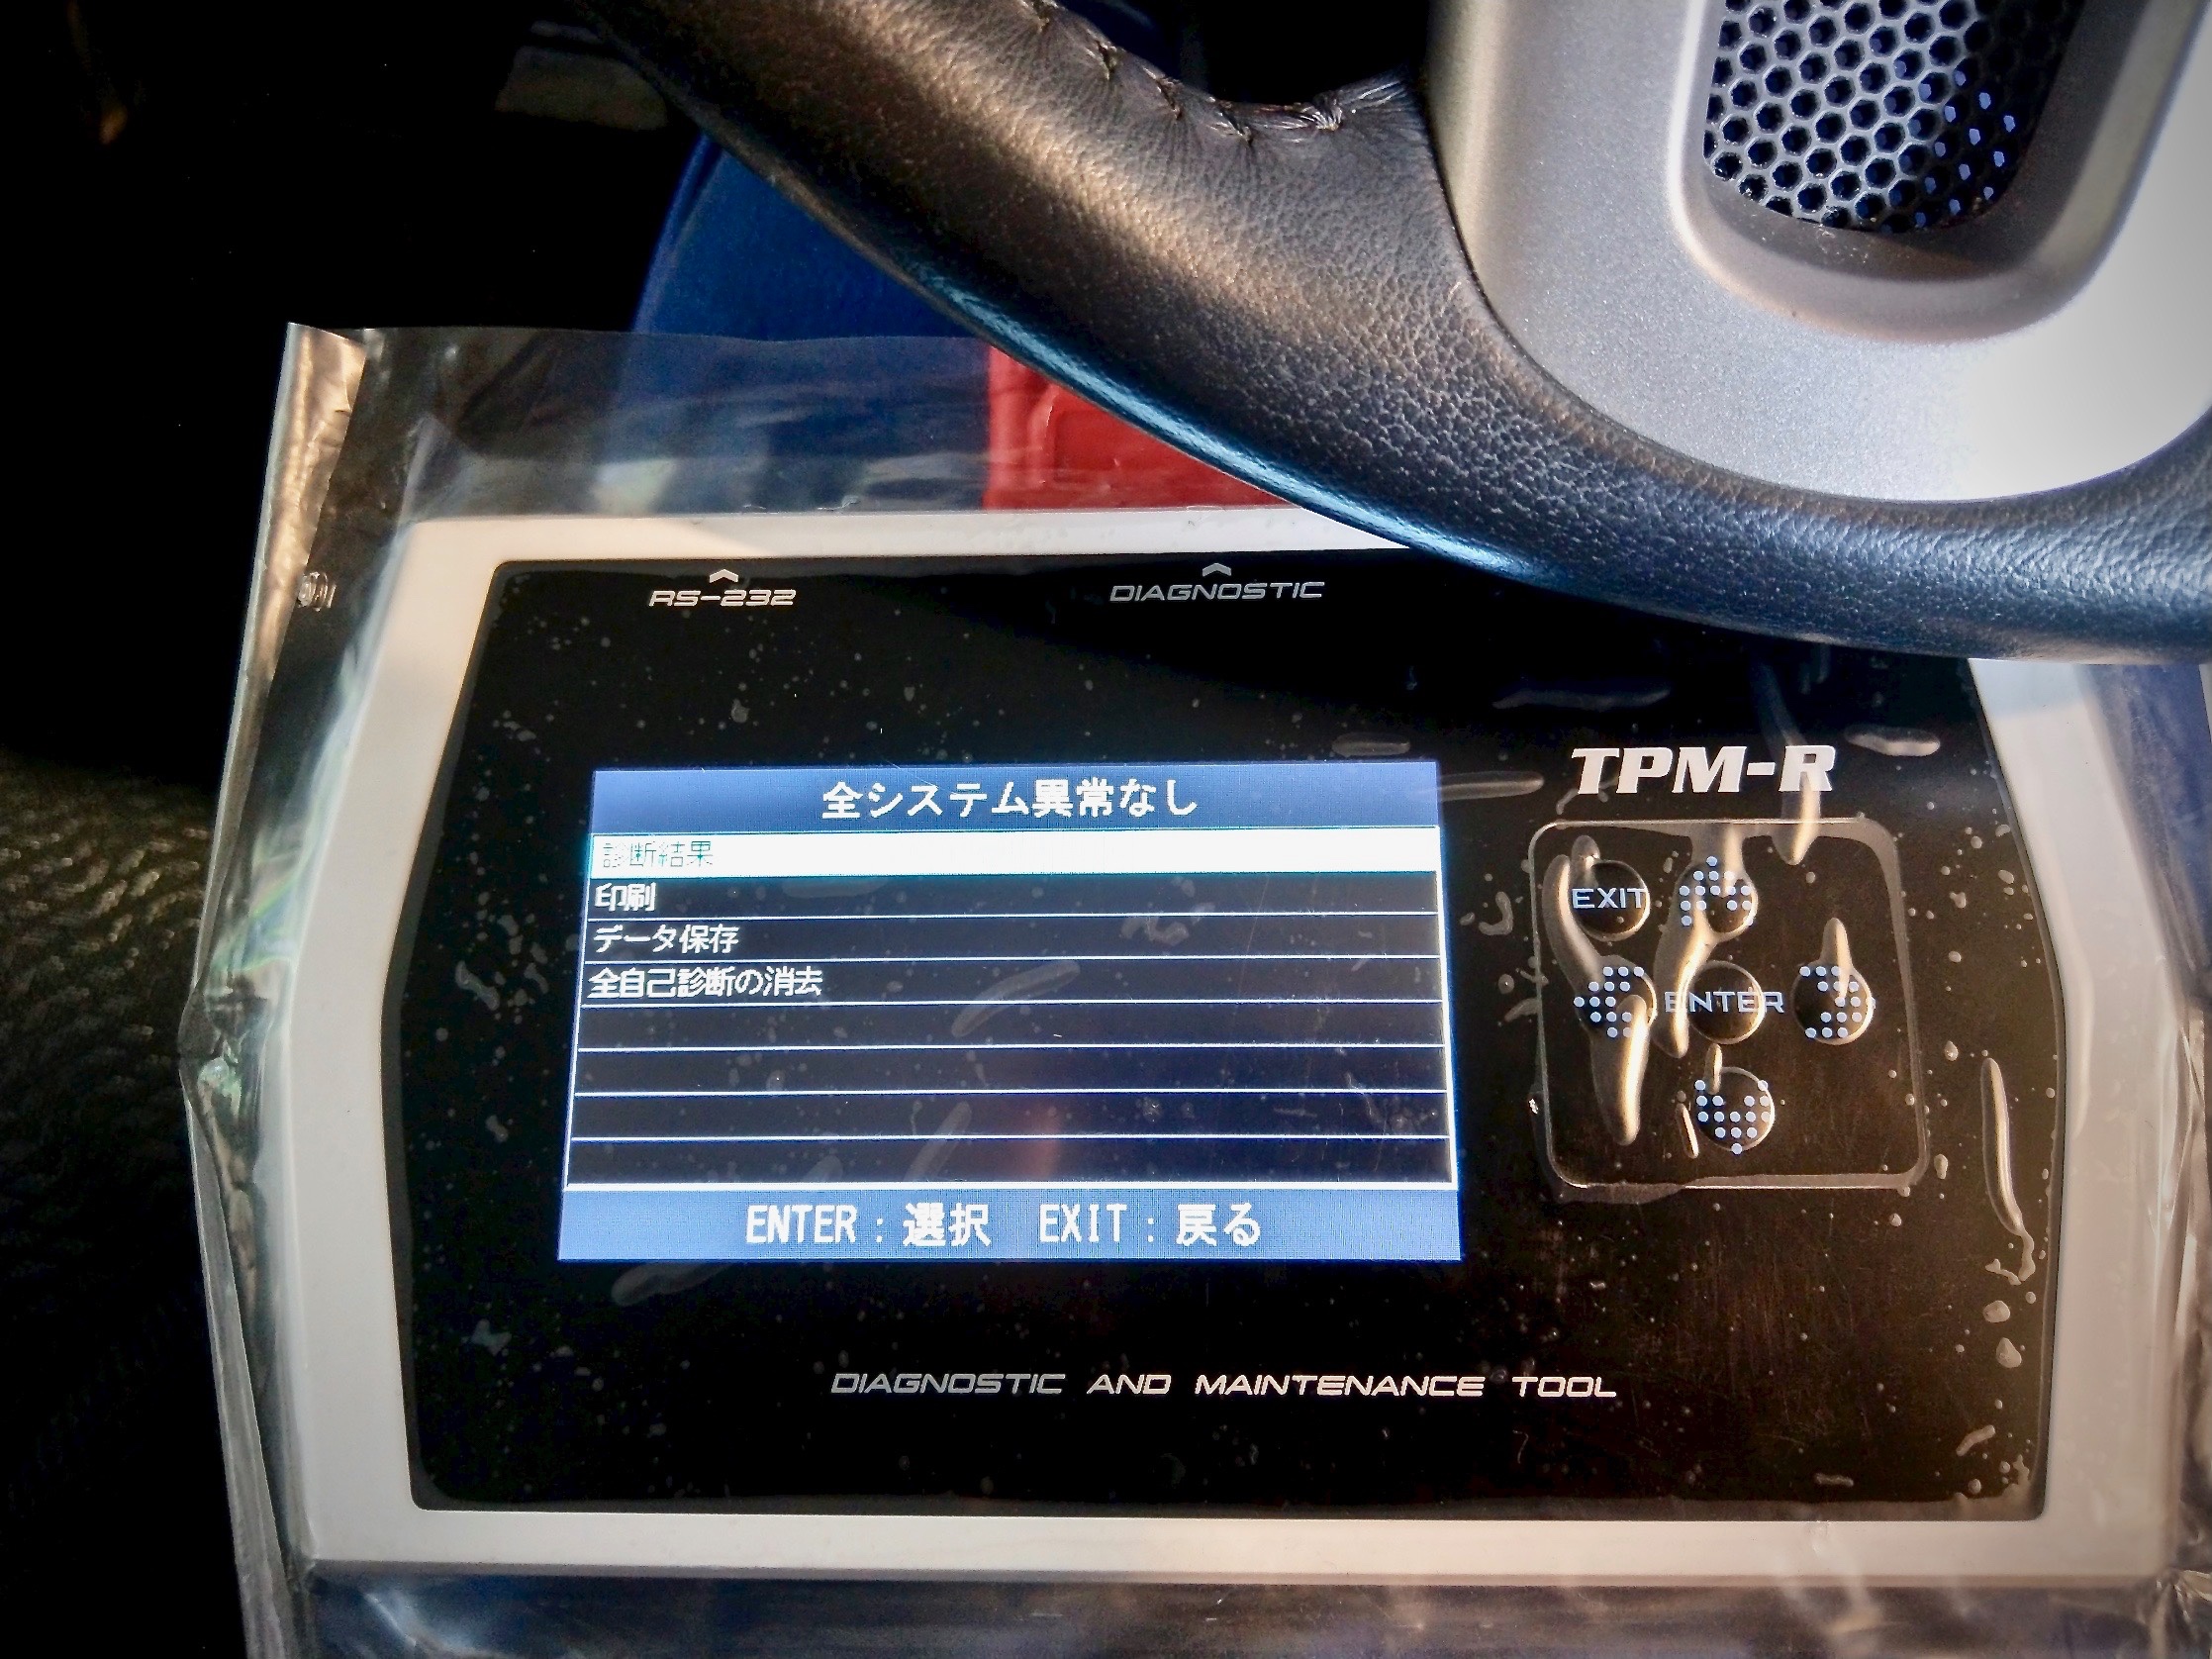 RS-232
DIAGNOSTIC
TPM-R
全システム異常なし
診断結果
印刷
データ保存
全自己診断の消去
ENTER : 選択 EXIT : 戻る
EXIT
ENTER
DIAGNOSTIC AND MAINTENANCE TOOL